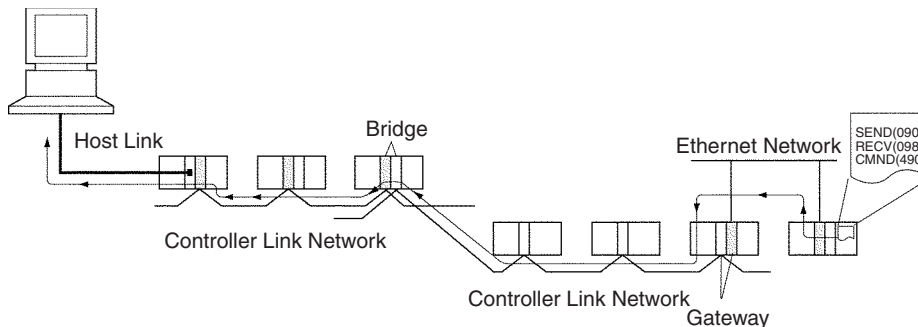 Host Link
Bridge
Ethernet Network
SEND(090
RECV(098
CMND(490
Controller Link Network
Controller Link Network
Gateway